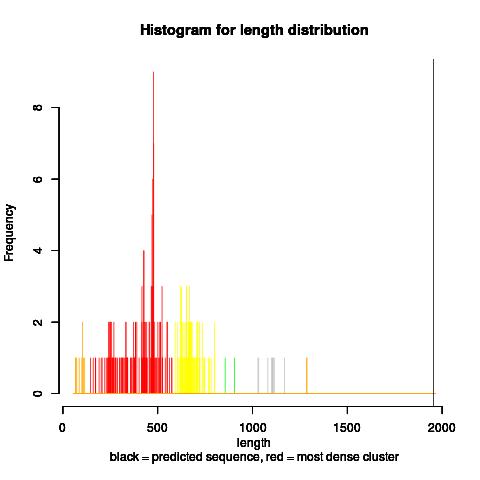 Histogram for length distribution
Frequency
8
6
4
2
0
0 500 1000 1500 2000
length
black = predicted sequence, red = most dense cluster